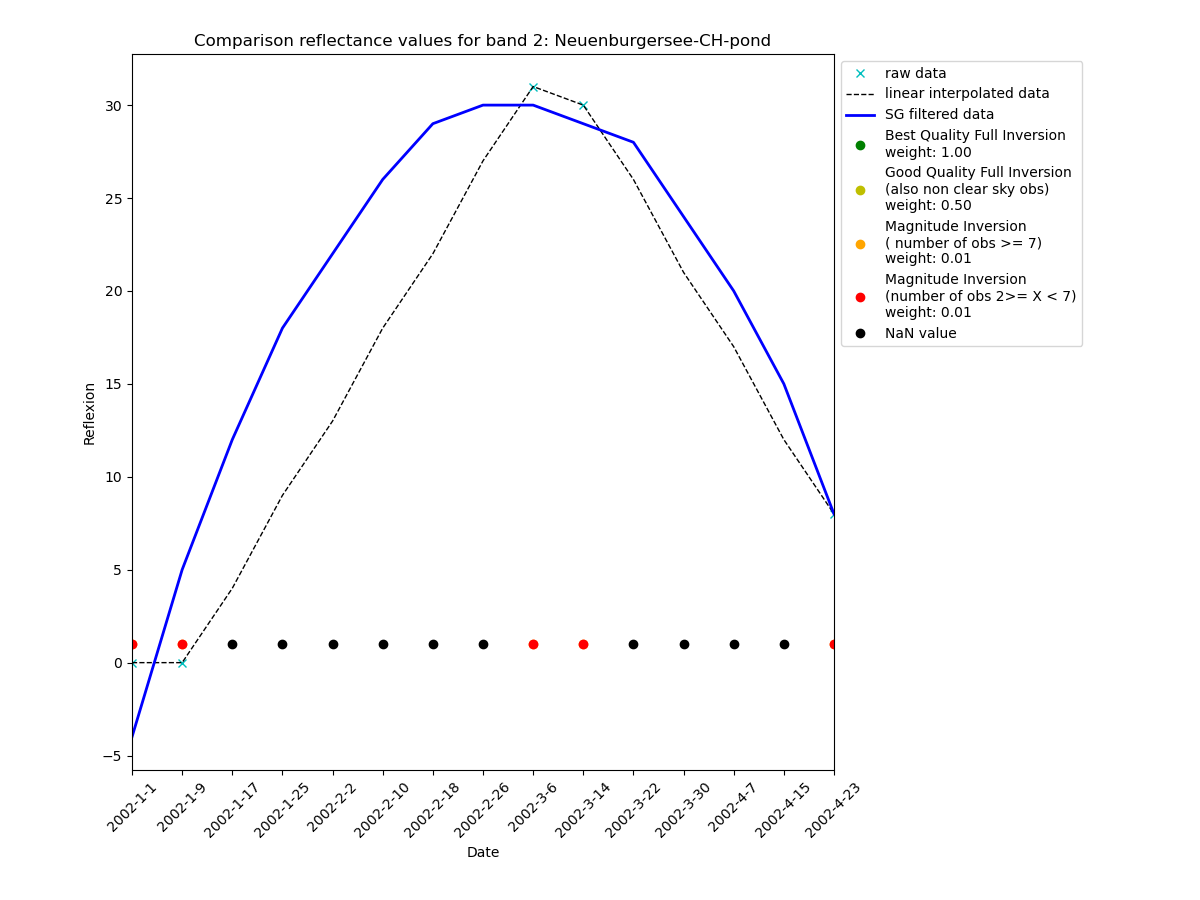 Comparison reflectance values for band 2: Neuenburgersee-CH-pond
raw data
linear interpolated data
SG filtered data
Best Quality Full Inversion
weight: 1.00
Good Quality Full Inversion
(also non clear sky obs)
weight: 0.50
Magnitude Inversion
( number of obs >= 7)
weight: 0.01
Magnitude Inversion
(number of obs 2>= X < 7)
weight: 0.01
NaN value
Reflexion
30
25
20
15
10
5
0
−5
2002-1-1
2002-1-9
2002-1-17
2002-1-25
2002-2-2
2002-2-10
2002-2-18
2002-2-26
2002-3-6
2002-3-14
2002-3-22
2002-3-30
2002-4-7
2002-4-15
2002-4-23
Date